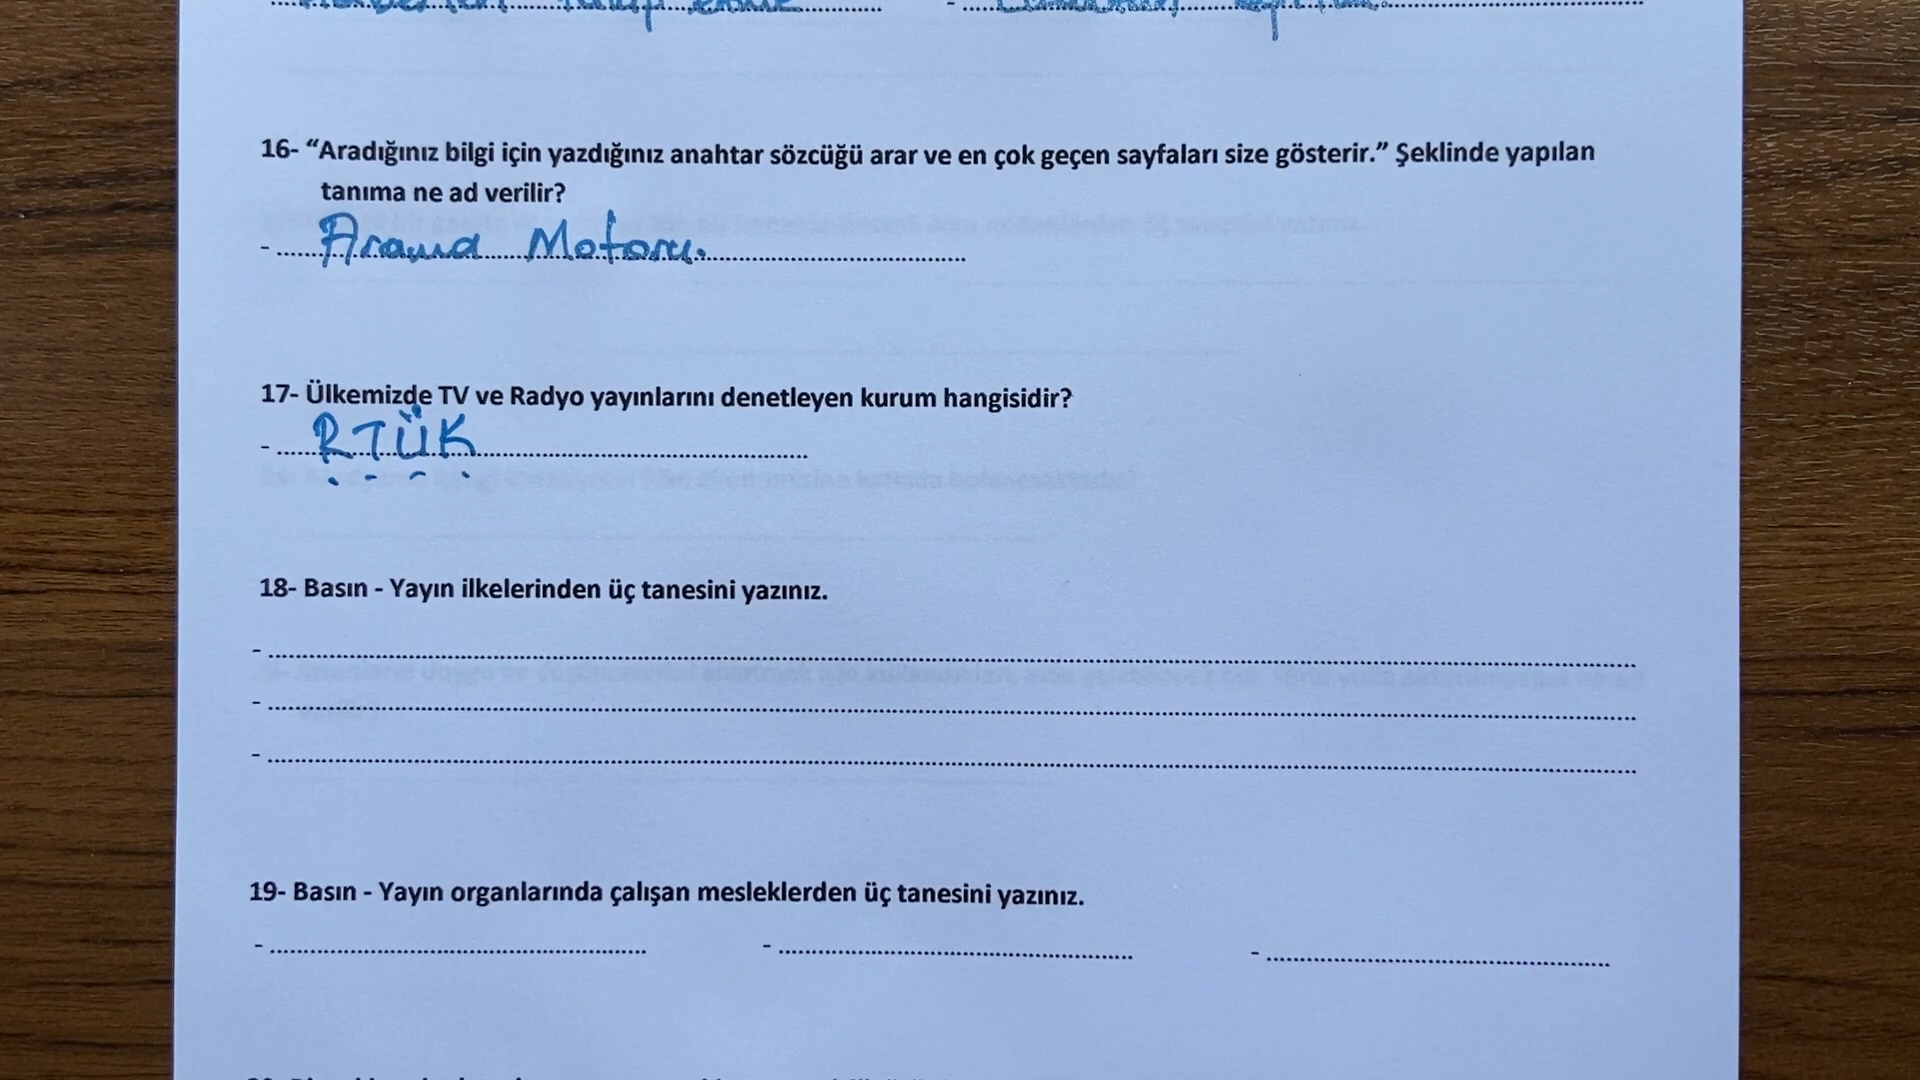 16- “Aradığınız bilgi için yazdığınız anahtar sözcüğü arar ve en çok geçen sayfaları size gösterir.” Şeklinde yapılan
tanıma ne ad verilir?
- Arama Motoru.
17- Ülkemizde TV ve Radyo yayınlarını denetleyen kurum hangisidir?
- RTÜK
18- Basın - Yayın ilkelerinden üç tanesini yazınız.
-
-
-
19- Basın - Yayın organlarında çalışan mesleklerden üç tanesini yazınız.
- - -